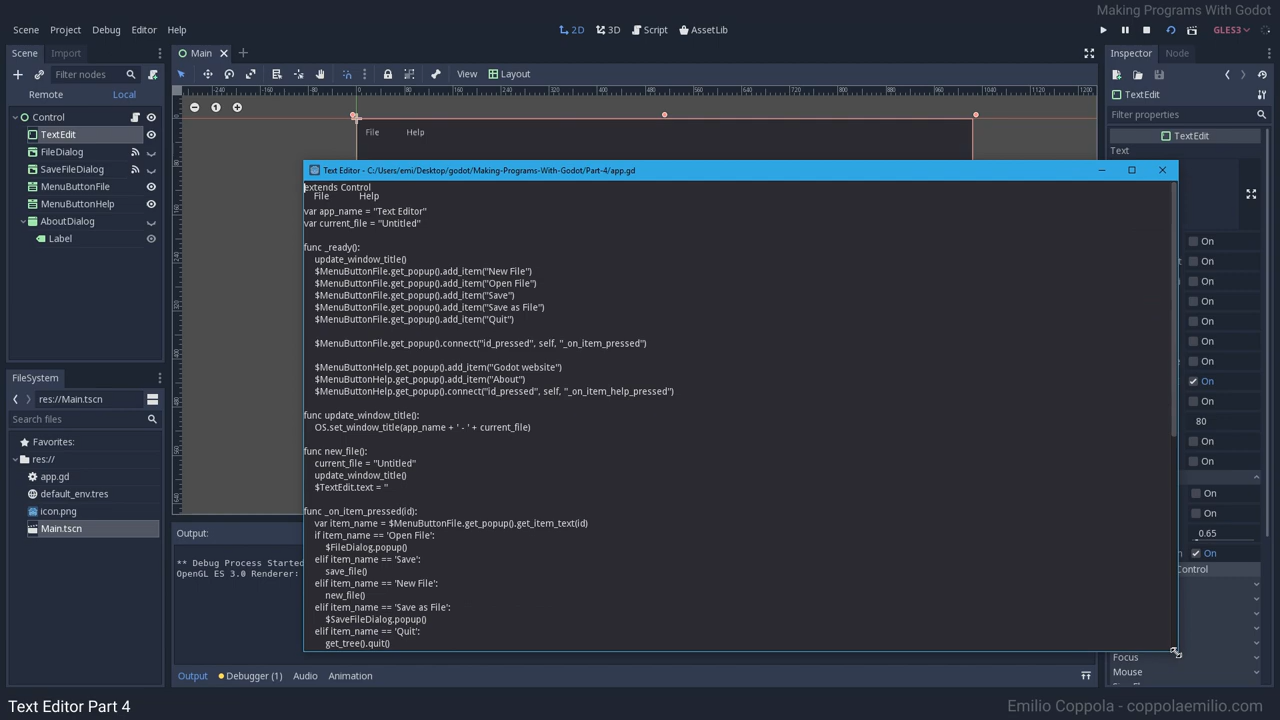 Making Programs With Godot
Scene Project Debug Editor Help
2D 3D Script AssetLib
GLES3
Scene Import
Main
Inspector Node
Filter nodes
View Layout
Remote Local
TextEdit
Filter properties
TextEdit
Text
Control
TextEdit
FileDialog
SaveFileDialog
MenuButtonFile
MenuButtonHelp
AboutDialog
Label
File Help
Text Editor - C:/Users/emi/Desktop/godot/Making-Programs-With-Godot/Part-4/app.gd
extends Control
File Help
var app_name = "Text Editor"
var current_file = "Untitled"
func _ready():
update_window_title()
$MenuButtonFile.get_popup().add_item("New File")
$MenuButtonFile.get_popup().add_item("Open File")
$MenuButtonFile.get_popup().add_item("Save")
$MenuButtonFile.get_popup().add_item("Save as File")
$MenuButtonFile.get_popup().add_item("Quit")
$MenuButtonFile.get_popup().connect("id_pressed", self, "_on_item_pressed")
$MenuButtonHelp.get_popup().add_item("Godot website")
$MenuButtonHelp.get_popup().add_item("About")
$MenuButtonHelp.get_popup().connect("id_pressed", self, "_on_item_help_pressed")
func update_window_title():
OS.set_window_title(app_name + ' - ' + current_file)
func new_file():
current_file = "Untitled"
update_window_title()
$TextEdit.text = ''
func _on_item_pressed(id):
var item_name = $MenuButtonFile.get_popup().get_item_text(id)
if item_name == 'Open File':
$FileDialog.popup()
elif item_name == 'Save':
save_file()
elif item_name == 'New File':
new_file()
elif item_name == 'Save as File':
$SaveFileDialog.popup()
elif item_name == 'Quit':
get_tree().quit()
FileSystem
res://Main.tscn
Search files
Favorites:
res://
app.gd
default_env.tres
icon.png
Main.tscn
Output:
** Debug Process Started
OpenGL ES 3.0 Renderer:
Output Debugger (1) Audio Animation
On
On
On
On
On
On
On
On
On
80
On
On
On
On
0.65
On
Control
Focus
Mouse
Text Editor Part 4
Emilio Coppola - coppolaemilio.com